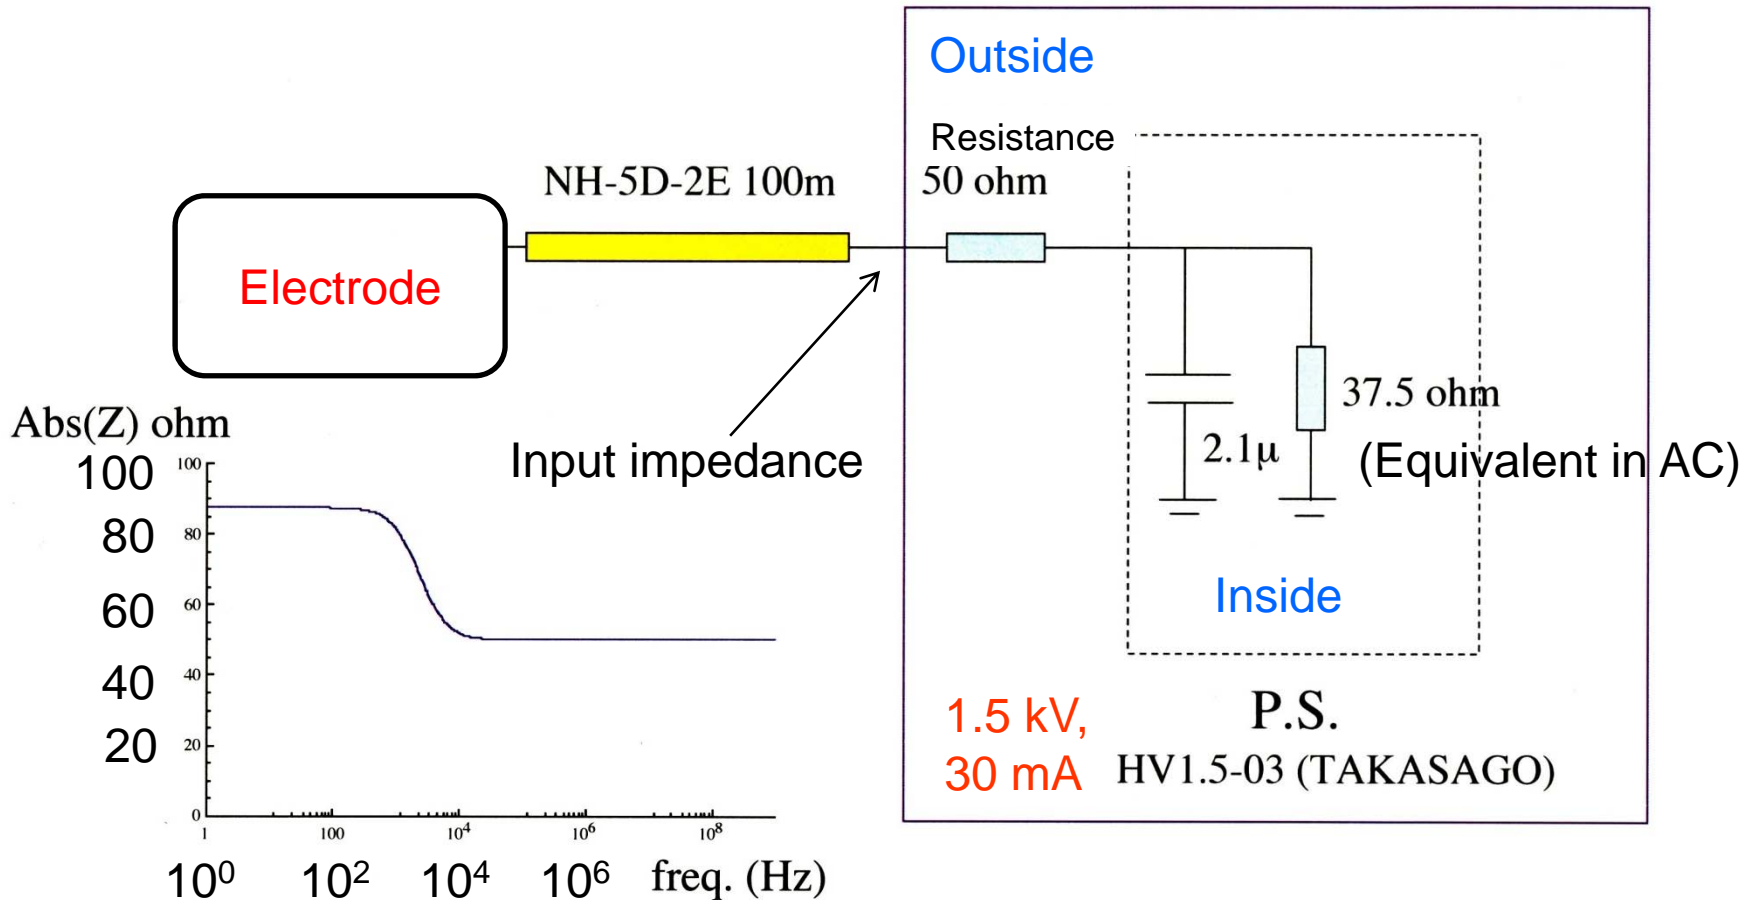 Outside
Resistance
50 ohm
NH-5D-2E 100m
Electrode
Input impedance
37.5 ohm
2.1μ
(Equivalent in AC)
Inside
1.5 kV,
30 mA
P.S.
HV1.5-03 (TAKASAGO)
Abs(Z) ohm
100 100
80 80
60 60
40 40
20 20
0
1 100 10⁴ 10⁶ 10⁸
10⁰ 10² 10⁴ 10⁶ freq. (Hz)